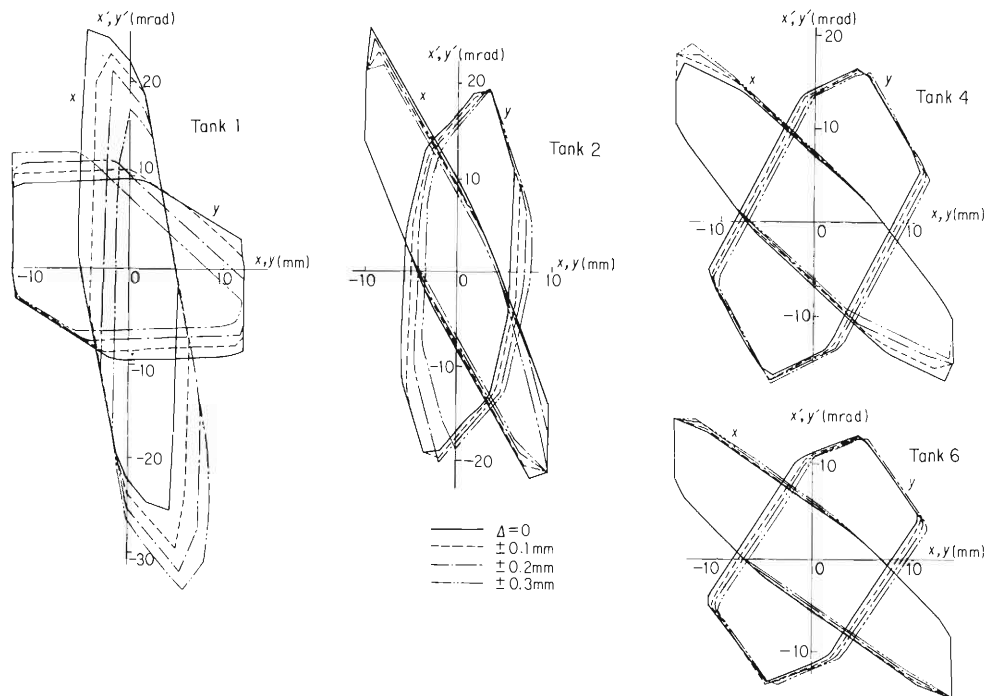 x′, y′(mrad)
20
x
Tank 1
10
y
x, y(mm)
−10
0
10
−10
−20
−30
x′, y′(mrad)
20
x
y
Tank 2
10
x, y(mm)
−10
0
10
−10
−20
Δ=0
±0.1mm
±0.2mm
±0.3mm
x′, y′(mrad)
20
x
y
Tank 4
10
x, y(mm)
−10
0
10
−10
x′, y′(mrad)
x
10
Tank 6
y
x, y(mm)
−10
0
10
−10